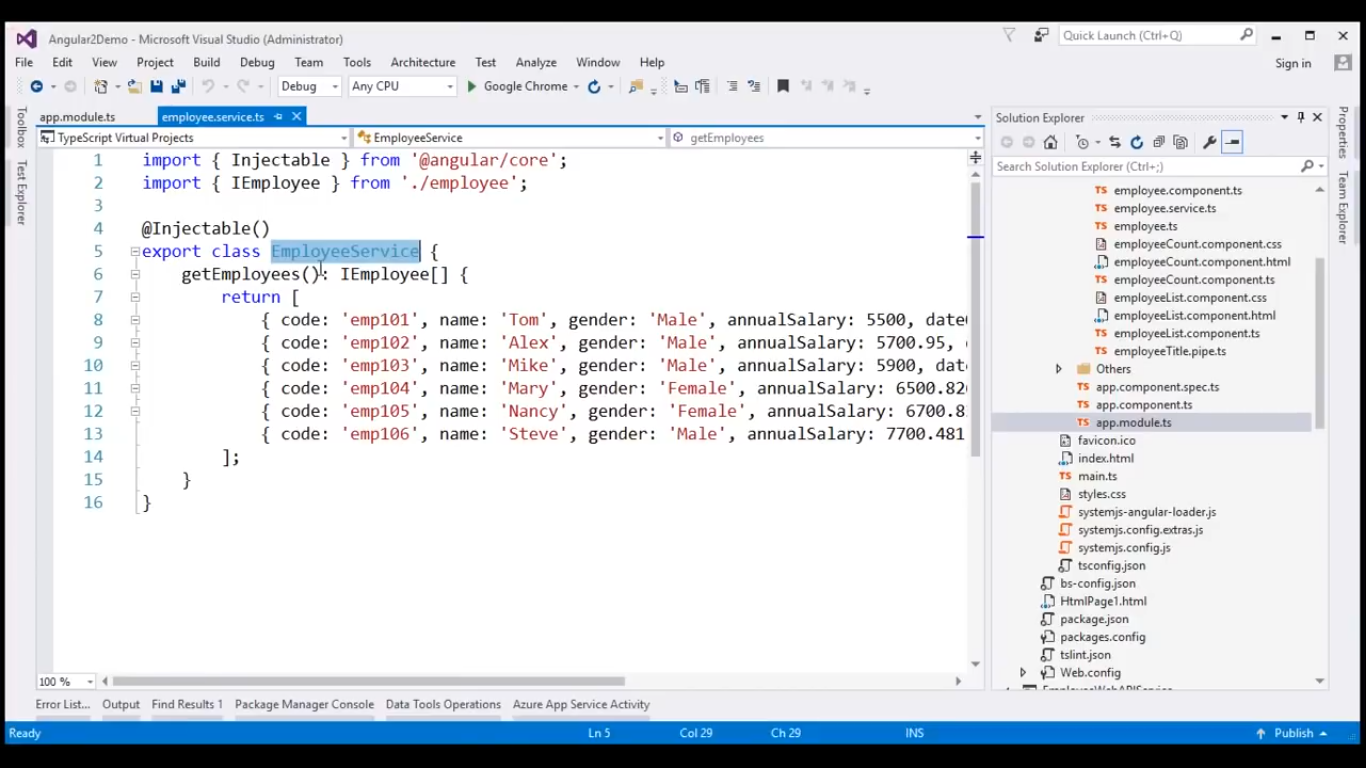 Angular2Demo - Microsoft Visual Studio (Administrator)
Quick Launch (Ctrl+Q)
File Edit View Project Build Debug Team Tools Architecture Test Analyze Window Help
Sign in
Debug Any CPU Google Chrome
Toolbox
Test Explorer
app.module.ts employee.service.ts
TypeScript Virtual Projects EmployeeService getEmployees
1 import { Injectable } from '@angular/core';
2 import { IEmployee } from './employee';
3
4 @Injectable()
5 export class EmployeeService {
6 getEmployees(): IEmployee[] {
7 return [
8 { code: 'emp101', name: 'Tom', gender: 'Male', annualSalary: 5500, date
9 { code: 'emp102', name: 'Alex', gender: 'Male', annualSalary: 5700.95,
10 { code: 'emp103', name: 'Mike', gender: 'Male', annualSalary: 5900, dat
11 { code: 'emp104', name: 'Mary', gender: 'Female', annualSalary: 6500.82
12 { code: 'emp105', name: 'Nancy', gender: 'Female', annualSalary: 6700.8
13 { code: 'emp106', name: 'Steve', gender: 'Male', annualSalary: 7700.481
14 ];
15 }
16 }
100 %
Solution Explorer
Search Solution Explorer (Ctrl+;)
TS employee.component.ts
TS employee.service.ts
TS employee.ts
employeeCount.component.css
employeeCount.component.html
TS employeeCount.component.ts
employeeList.component.css
employeeList.component.html
TS employeeList.component.ts
TS employeeTitle.pipe.ts
Others
TS app.component.spec.ts
TS app.component.ts
TS app.module.ts
favicon.ico
index.html
TS main.ts
styles.css
systemjs-angular-loader.js
systemjs.config.extras.js
systemjs.config.js
tsconfig.json
bs-config.json
HtmlPage1.html
package.json
packages.config
tslint.json
Web.config
Properties
Team Explorer
Error List... Output Find Results 1 Package Manager Console Data Tools Operations Azure App Service Activity
Ready Ln 5 Col 29 Ch 29 INS Publish